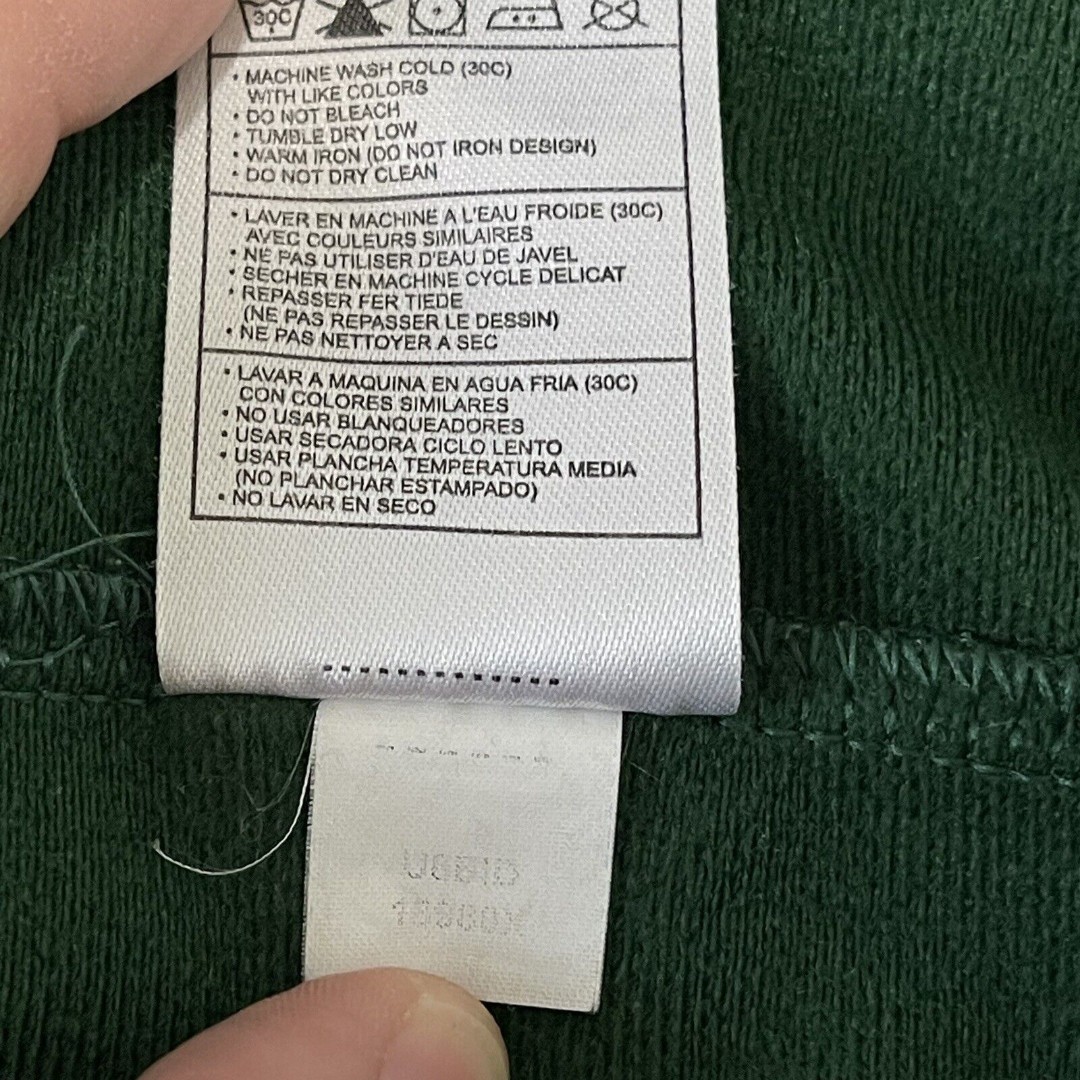 30C
• MACHINE WASH COLD (30C)
WITH LIKE COLORS
• DO NOT BLEACH
• TUMBLE DRY LOW
• WARM IRON (DO NOT IRON DESIGN)
• DO NOT DRY CLEAN
• LAVER EN MACHINE A L'EAU FROIDE (30C)
AVEC COULEURS SIMILAIRES
• NE PAS UTILISER D'EAU DE JAVEL
• SECHER EN MACHINE CYCLE DELICAT
• REPASSER FER TIEDE
(NE PAS REPASSER LE DESSIN)
• NE PAS NETTOYER A SEC
• LAVAR A MAQUINA EN AGUA FRIA (30C)
CON COLORES SIMILARES
• NO USAR BLANQUEADORES
• USAR SECADORA CICLO LENTO
• USAR PLANCHA TEMPERATURA MEDIA
(NO PLANCHAR ESTAMPADO)
• NO LAVAR EN SECO